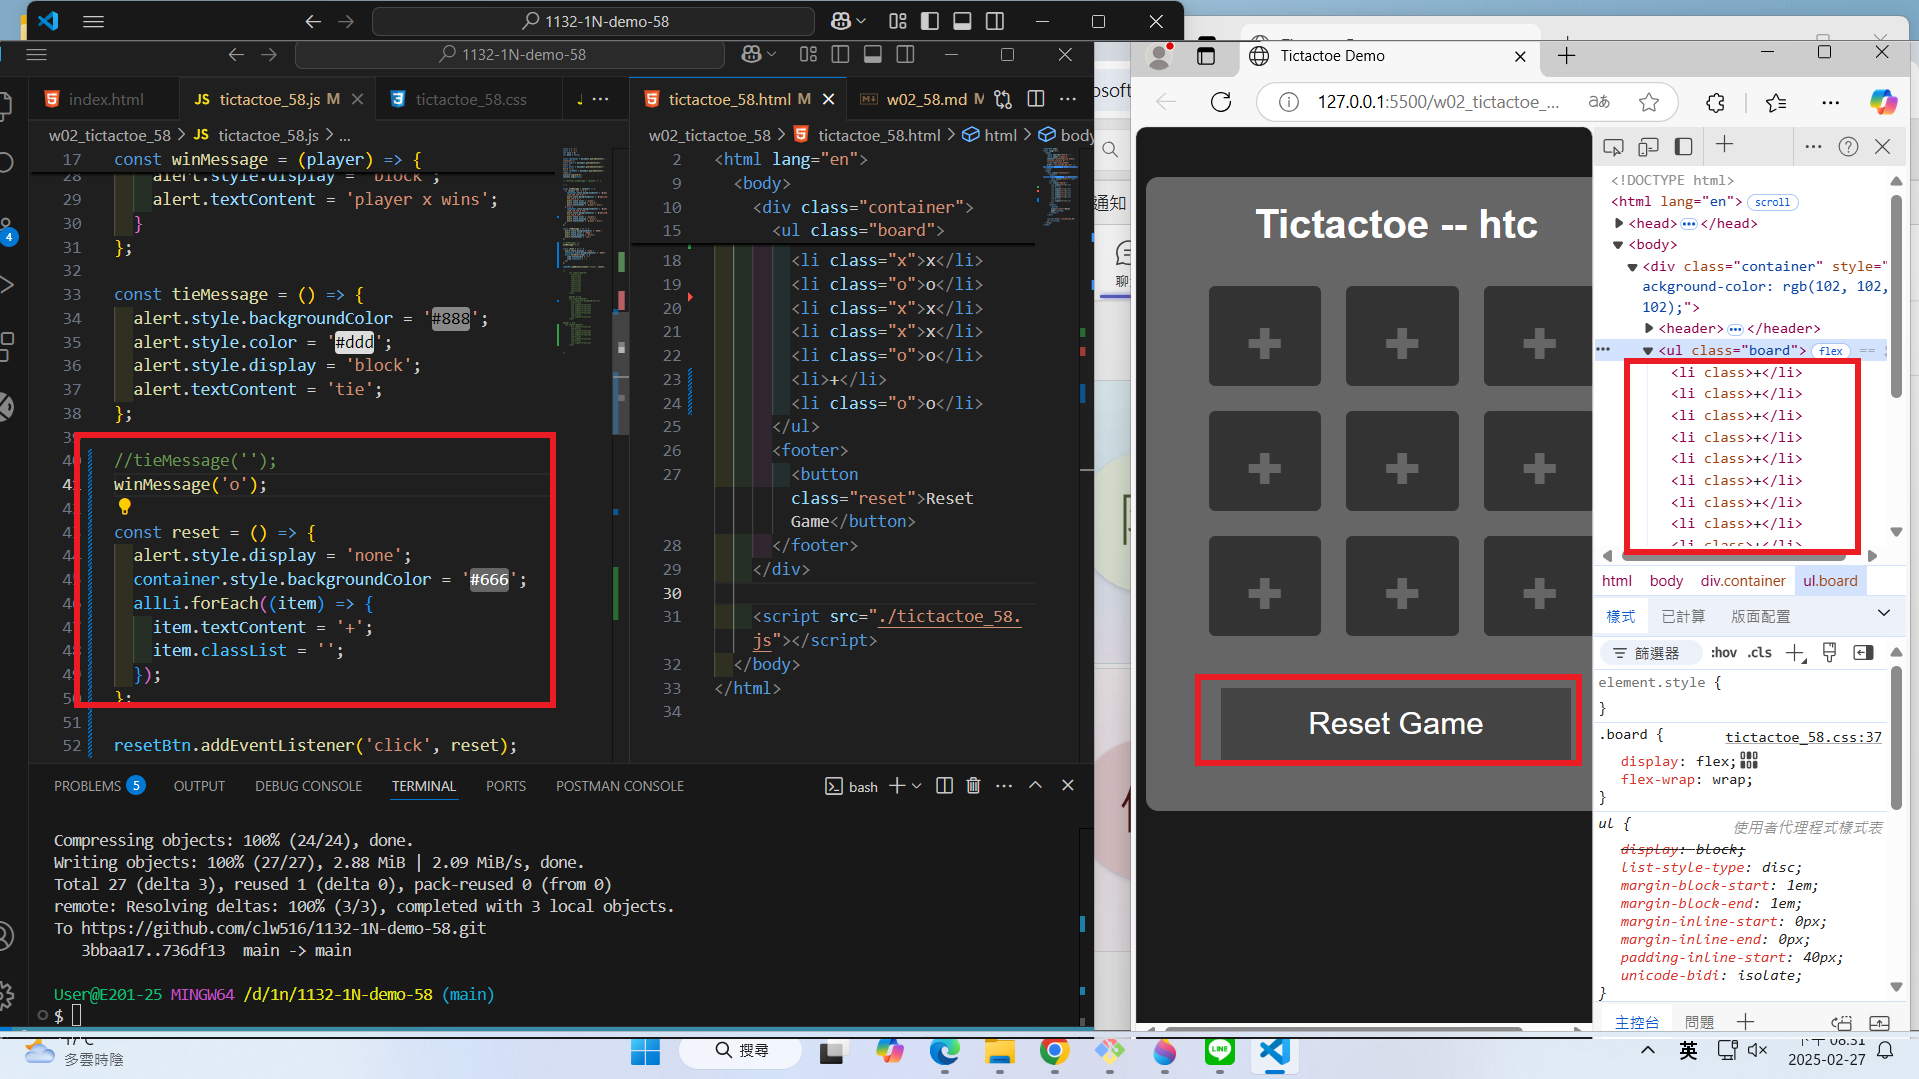 1132-1N-demo-58
1132-1N-demo-58
index.html
JS tictactoe_58.js M
tictactoe_58.css
tictactoe_58.html M
w02_58.md M
w02_tictactoe_58 > JS tictactoe_58.js > ...
17 const winMessage = (player) => {
28 alert.style.display = 'block';
29 alert.textContent = 'player x wins';
30 }
31 };
32
33 const tieMessage = () => {
34 alert.style.backgroundColor = '#888';
35 alert.style.color = '#ddd';
36 alert.style.display = 'block';
37 alert.textContent = 'tie';
38 };
39
40 //tieMessage('');
41 winMessage('o');
42
43 const reset = () => {
44 alert.style.display = 'none';
45 container.style.backgroundColor = '#666';
46 allLi.forEach((item) => {
47 item.textContent = '+';
48 item.classList = '';
49 });
50 };
51
52 resetBtn.addEventListener('click', reset);
w02_tictactoe_58 > tictactoe_58.html > html > body
2 <html lang="en">
9 <body>
10 <div class="container">
15 <ul class="board">
18 <li class="x">x</li>
19 <li class="o">o</li>
20 <li class="x">x</li>
21 <li class="x">x</li>
22 <li class="o">o</li>
23 <li>+</li>
24 <li class="o">o</li>
25 </ul>
26 <footer>
27 <button
class="reset">Reset
Game</button>
28 </footer>
29 </div>
30
31 <script src="./tictactoe_58.
js"></script>
32 </body>
33 </html>
34
PROBLEMS 5 OUTPUT DEBUG CONSOLE TERMINAL PORTS POSTMAN CONSOLE
bash
Compressing objects: 100% (24/24), done.
Writing objects: 100% (27/27), 2.88 MiB | 2.09 MiB/s, done.
Total 27 (delta 3), reused 1 (delta 0), pack-reused 0 (from 0)
remote: Resolving deltas: 100% (3/3), completed with 3 local objects.
To https://github.com/clw516/1132-1N-demo-58.git
3bbaa17..736df13 main -> main
User@E201-25 MINGW64 /d/1n/1132-1N-demo-58 (main)
$
4
通知
Tictactoe Demo
127.0.0.1:5500/w02_tictactoe_...
Tictactoe -- htc
+ + +
+ + +
+ + +
Reset Game
<!DOCTYPE html>
<html lang="en"> scroll
<head> ... </head>
<body>
<div class="container" style="
ackground-color: rgb(102, 102,
102);">
<header> ... </header>
<ul class="board"> flex ==
<li class>+</li>
<li class>+</li>
<li class>+</li>
<li class>+</li>
<li class>+</li>
<li class>+</li>
<li class>+</li>
<li class>+</li>
<li class>+</li>
html body div.container ul.board
樣式 已計算 版面配置
篩選器 :hov .cls
element.style {
}
.board { tictactoe_58.css:37
display: flex;
flex-wrap: wrap;
}
ul { 使用者代理程式樣式表
display: block;
list-style-type: disc;
margin-block-start: 1em;
margin-block-end: 1em;
margin-inline-start: 0px;
margin-inline-end: 0px;
padding-inline-start: 40px;
unicode-bidi: isolate;
}
主控台 問題
多雲時陰
搜尋
英
2025-02-27